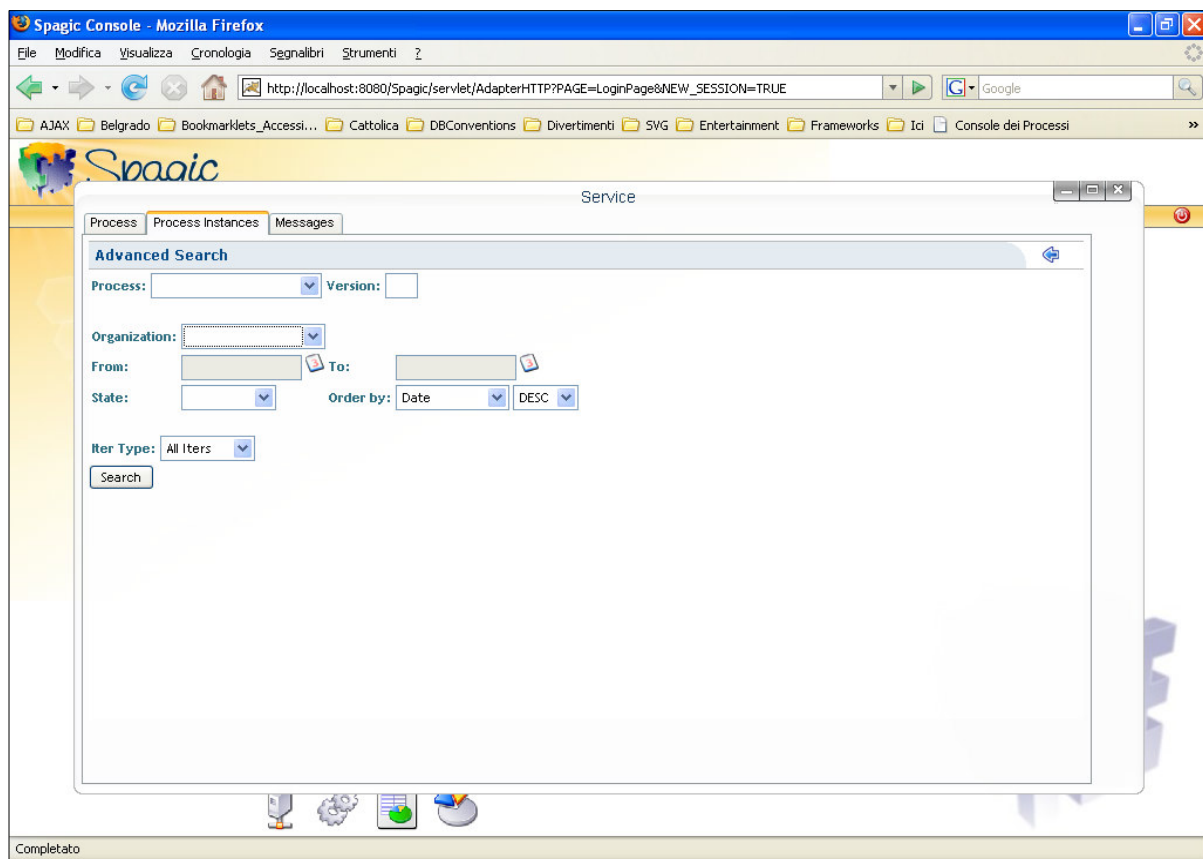 Spagic Console - Mozilla Firefox
File Modifica Visualizza Cronologia Segnalibri Strumenti ?
http://localhost:8080/Spagic/servlet/AdapterHTTP?PAGE=LoginPage&NEW_SESSION=TRUE G Google
AJAX Belgrado Bookmarklets_Accessi... Cattolica DBConventions Divertimenti SVG Entertainment Frameworks Ici Console dei Processi »
Spagic
Service
Process Process Instances Messages
Advanced Search
Process: Version:
Organization:
From: 3 To: 3
State: Order by: Date DESC
Iter Type: All Iters
Search
Completato